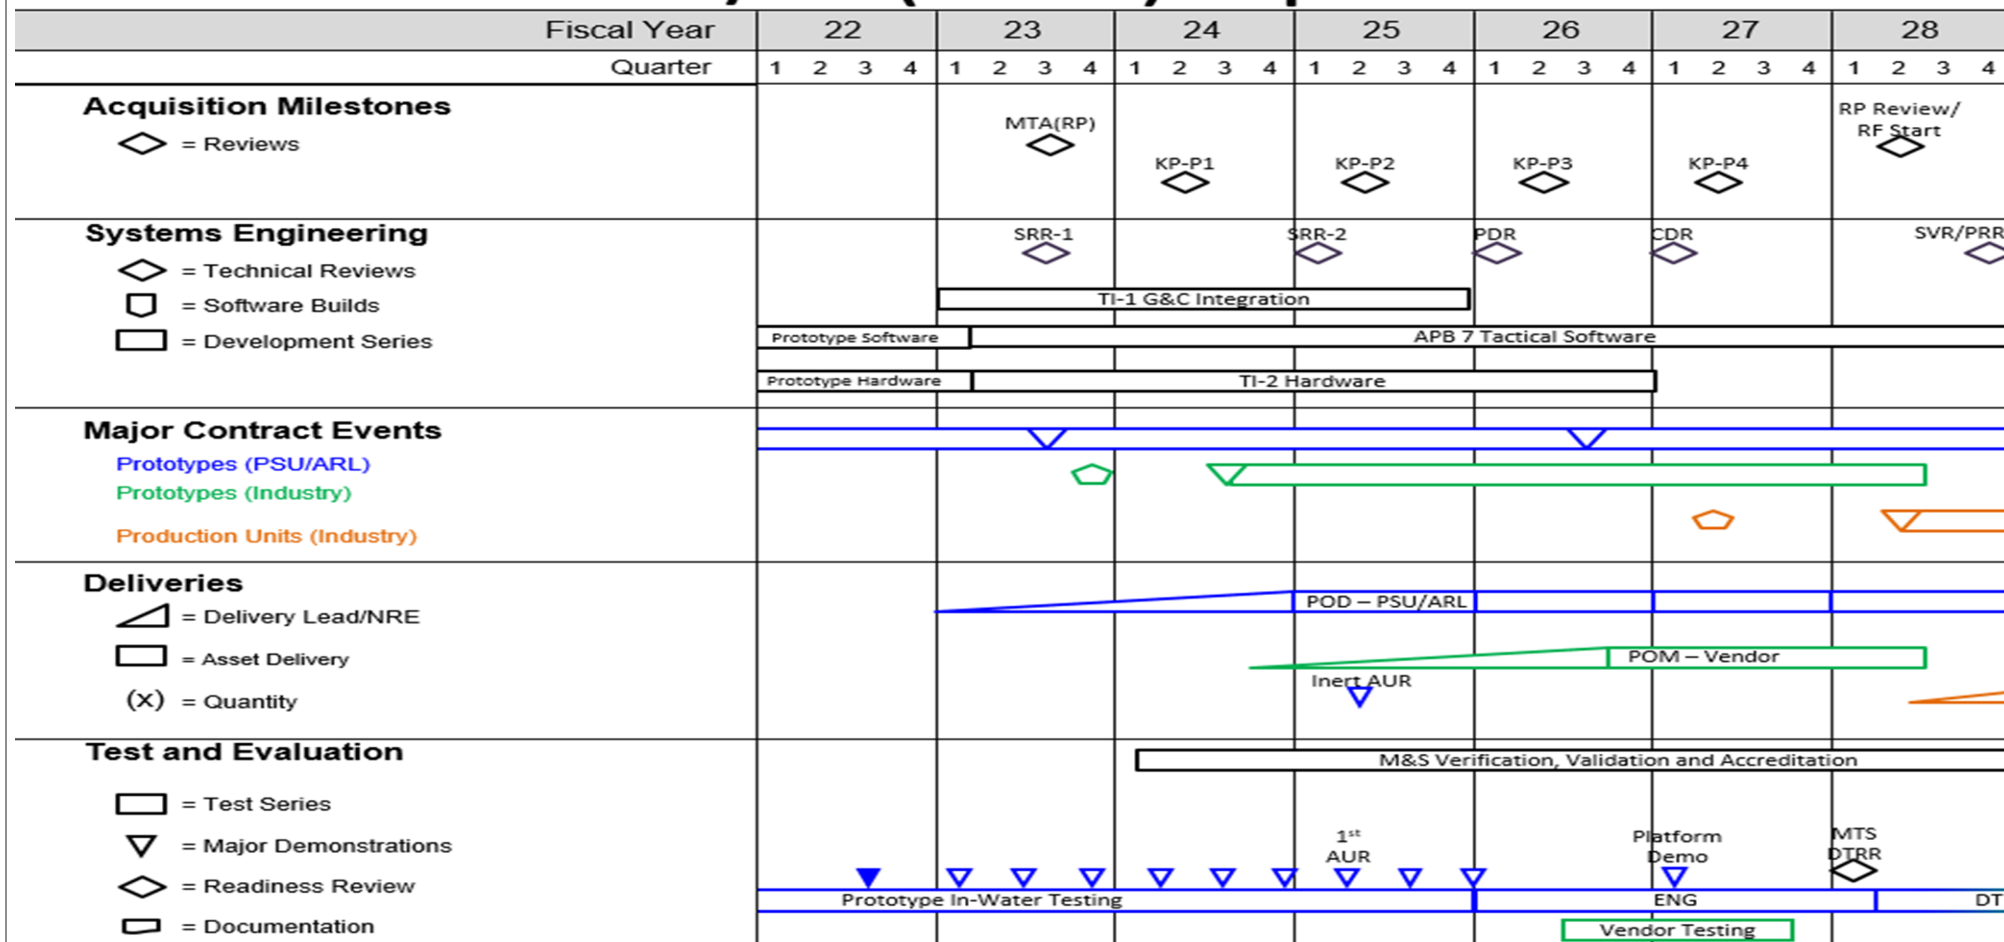 Fiscal Year 22 23 24 25 26 27 28
Quarter 1 2 3 4 1 2 3 4 1 2 3 4 1 2 3 4 1 2 3 4 1 2 3 4 1 2 3 4
Acquisition Milestones
= Reviews
MTA(RP)
RP Review/
RF Start
KP-P1 KP-P2 KP-P3 KP-P4
Systems Engineering
SRR-1 SRR-2 PDR CDR SVR/PRR
= Technical Reviews
= Software Builds
TI-1 G&C Integration
= Development Series
Prototype Software APB 7 Tactical Software
Prototype Hardware TI-2 Hardware
Major Contract Events
Prototypes (PSU/ARL)
Prototypes (Industry)
Production Units (Industry)
Deliveries
= Delivery Lead/NRE
POD – PSU/ARL
= Asset Delivery
POM – Vendor
Inert AUR
(x) = Quantity
Test and Evaluation
M&S Verification, Validation and Accreditation
= Test Series
= Major Demonstrations
1st
AUR
Platform
Demo
MTS
DTRR
= Readiness Review
Prototype In-Water Testing ENG DT
= Documentation
Vendor Testing